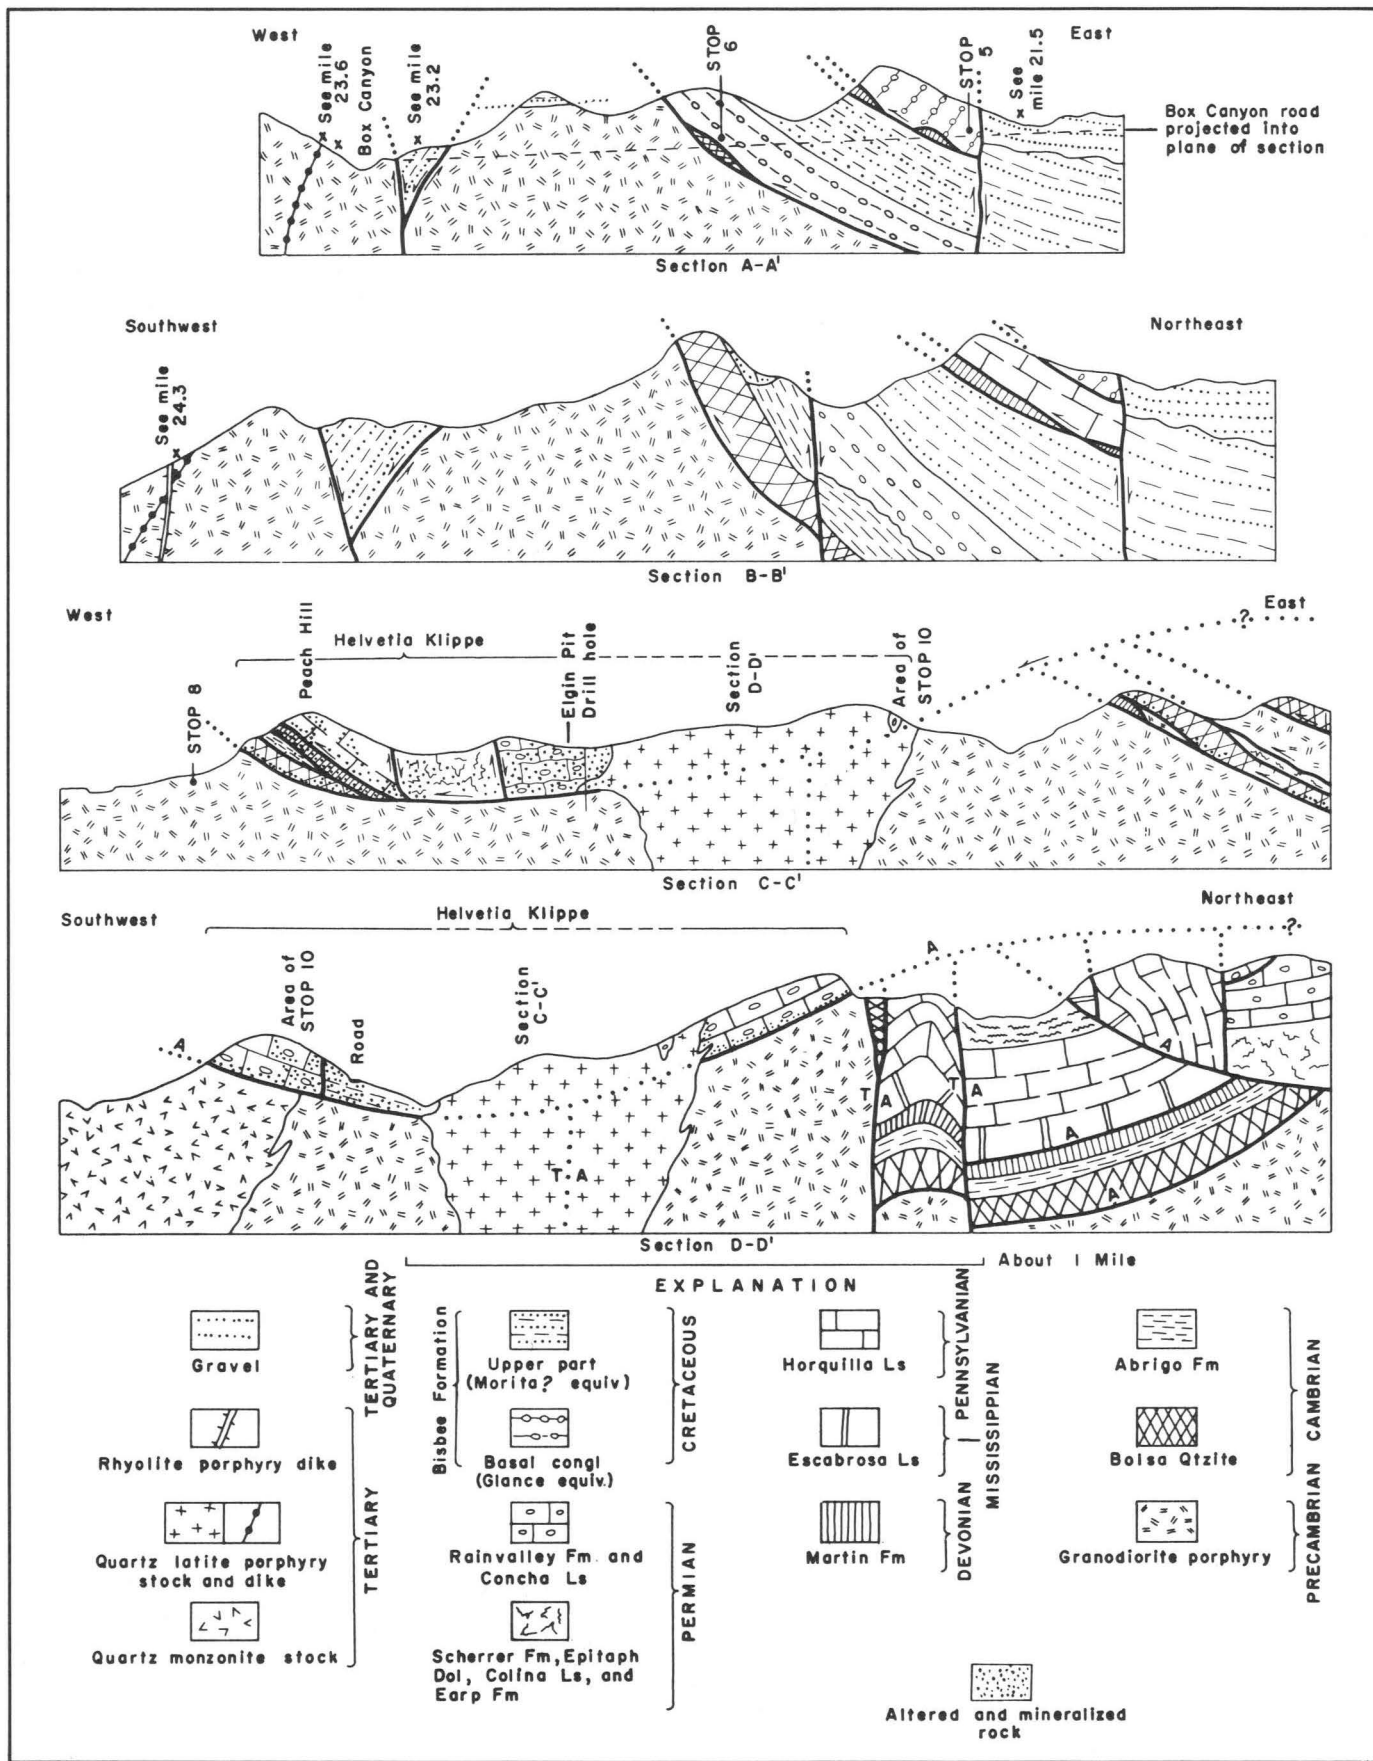 West
East
See mile
23.6
Box Canyon
See mile
23.2
STOP
6
STOP
5
See
mile 21.5
Box Canyon road
projected into
plane of section
Section A-A'
Southwest
Northeast
See mile
24.3
Section B-B'
West
East
?
STOP 8
Peach Hill
Helvetia Klippe
Elgin Pit
Drill hole
Section
D-D'
Area of
STOP 10
Section C-C'
Southwest
Northeast
Helvetia Klippe
A
?
Area of
STOP 10
Road
Section
C-C'
A
A
T
A
T
A
A
T
A
A
Section D-D'
About 1 Mile
EXPLANATION
Gravel
TERTIARY AND
QUATERNARY
Rhyolite porphyry dike
Quartz latite porphyry
stock and dike
Quartz monzonite stock
TERTIARY
Bisbee Formation
Upper part
(Morita? equiv)
Basal congl
(Glance equiv.)
CRETACEOUS
Rainvalley Fm and
Concha Ls
Scherrer Fm, Epitaph
Dol, Colina Ls, and
Earp Fm
PERMIAN
Horquilla Ls
PENNSYLVANIAN
Escabrosa Ls
MISSISSIPPIAN
Martin Fm
DEVONIAN
Abrigo Fm
Bolsa Qtzite
CAMBRIAN
Granodiorite porphyry
PRECAMBRIAN
Altered and mineralized
rock